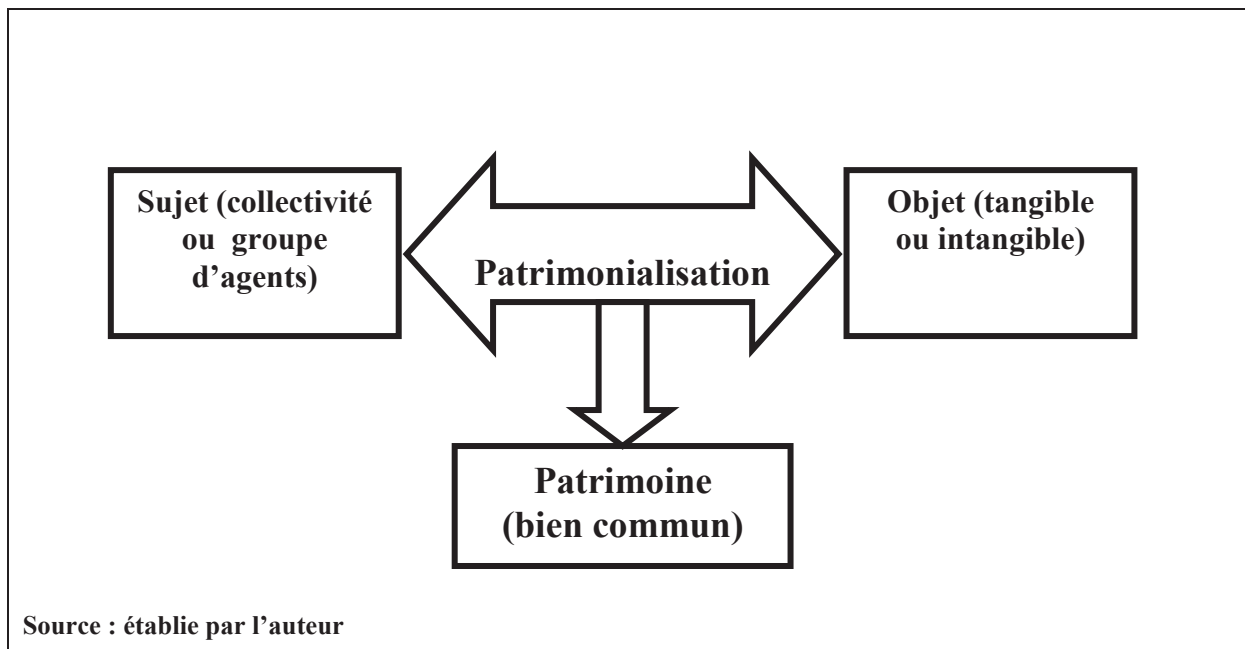 Sujet (collectivité
ou groupe
d’agents)
Objet (tangible
ou intangible)
Patrimonialisation
Patrimoine
(bien commun)
Source : établie par l’auteur